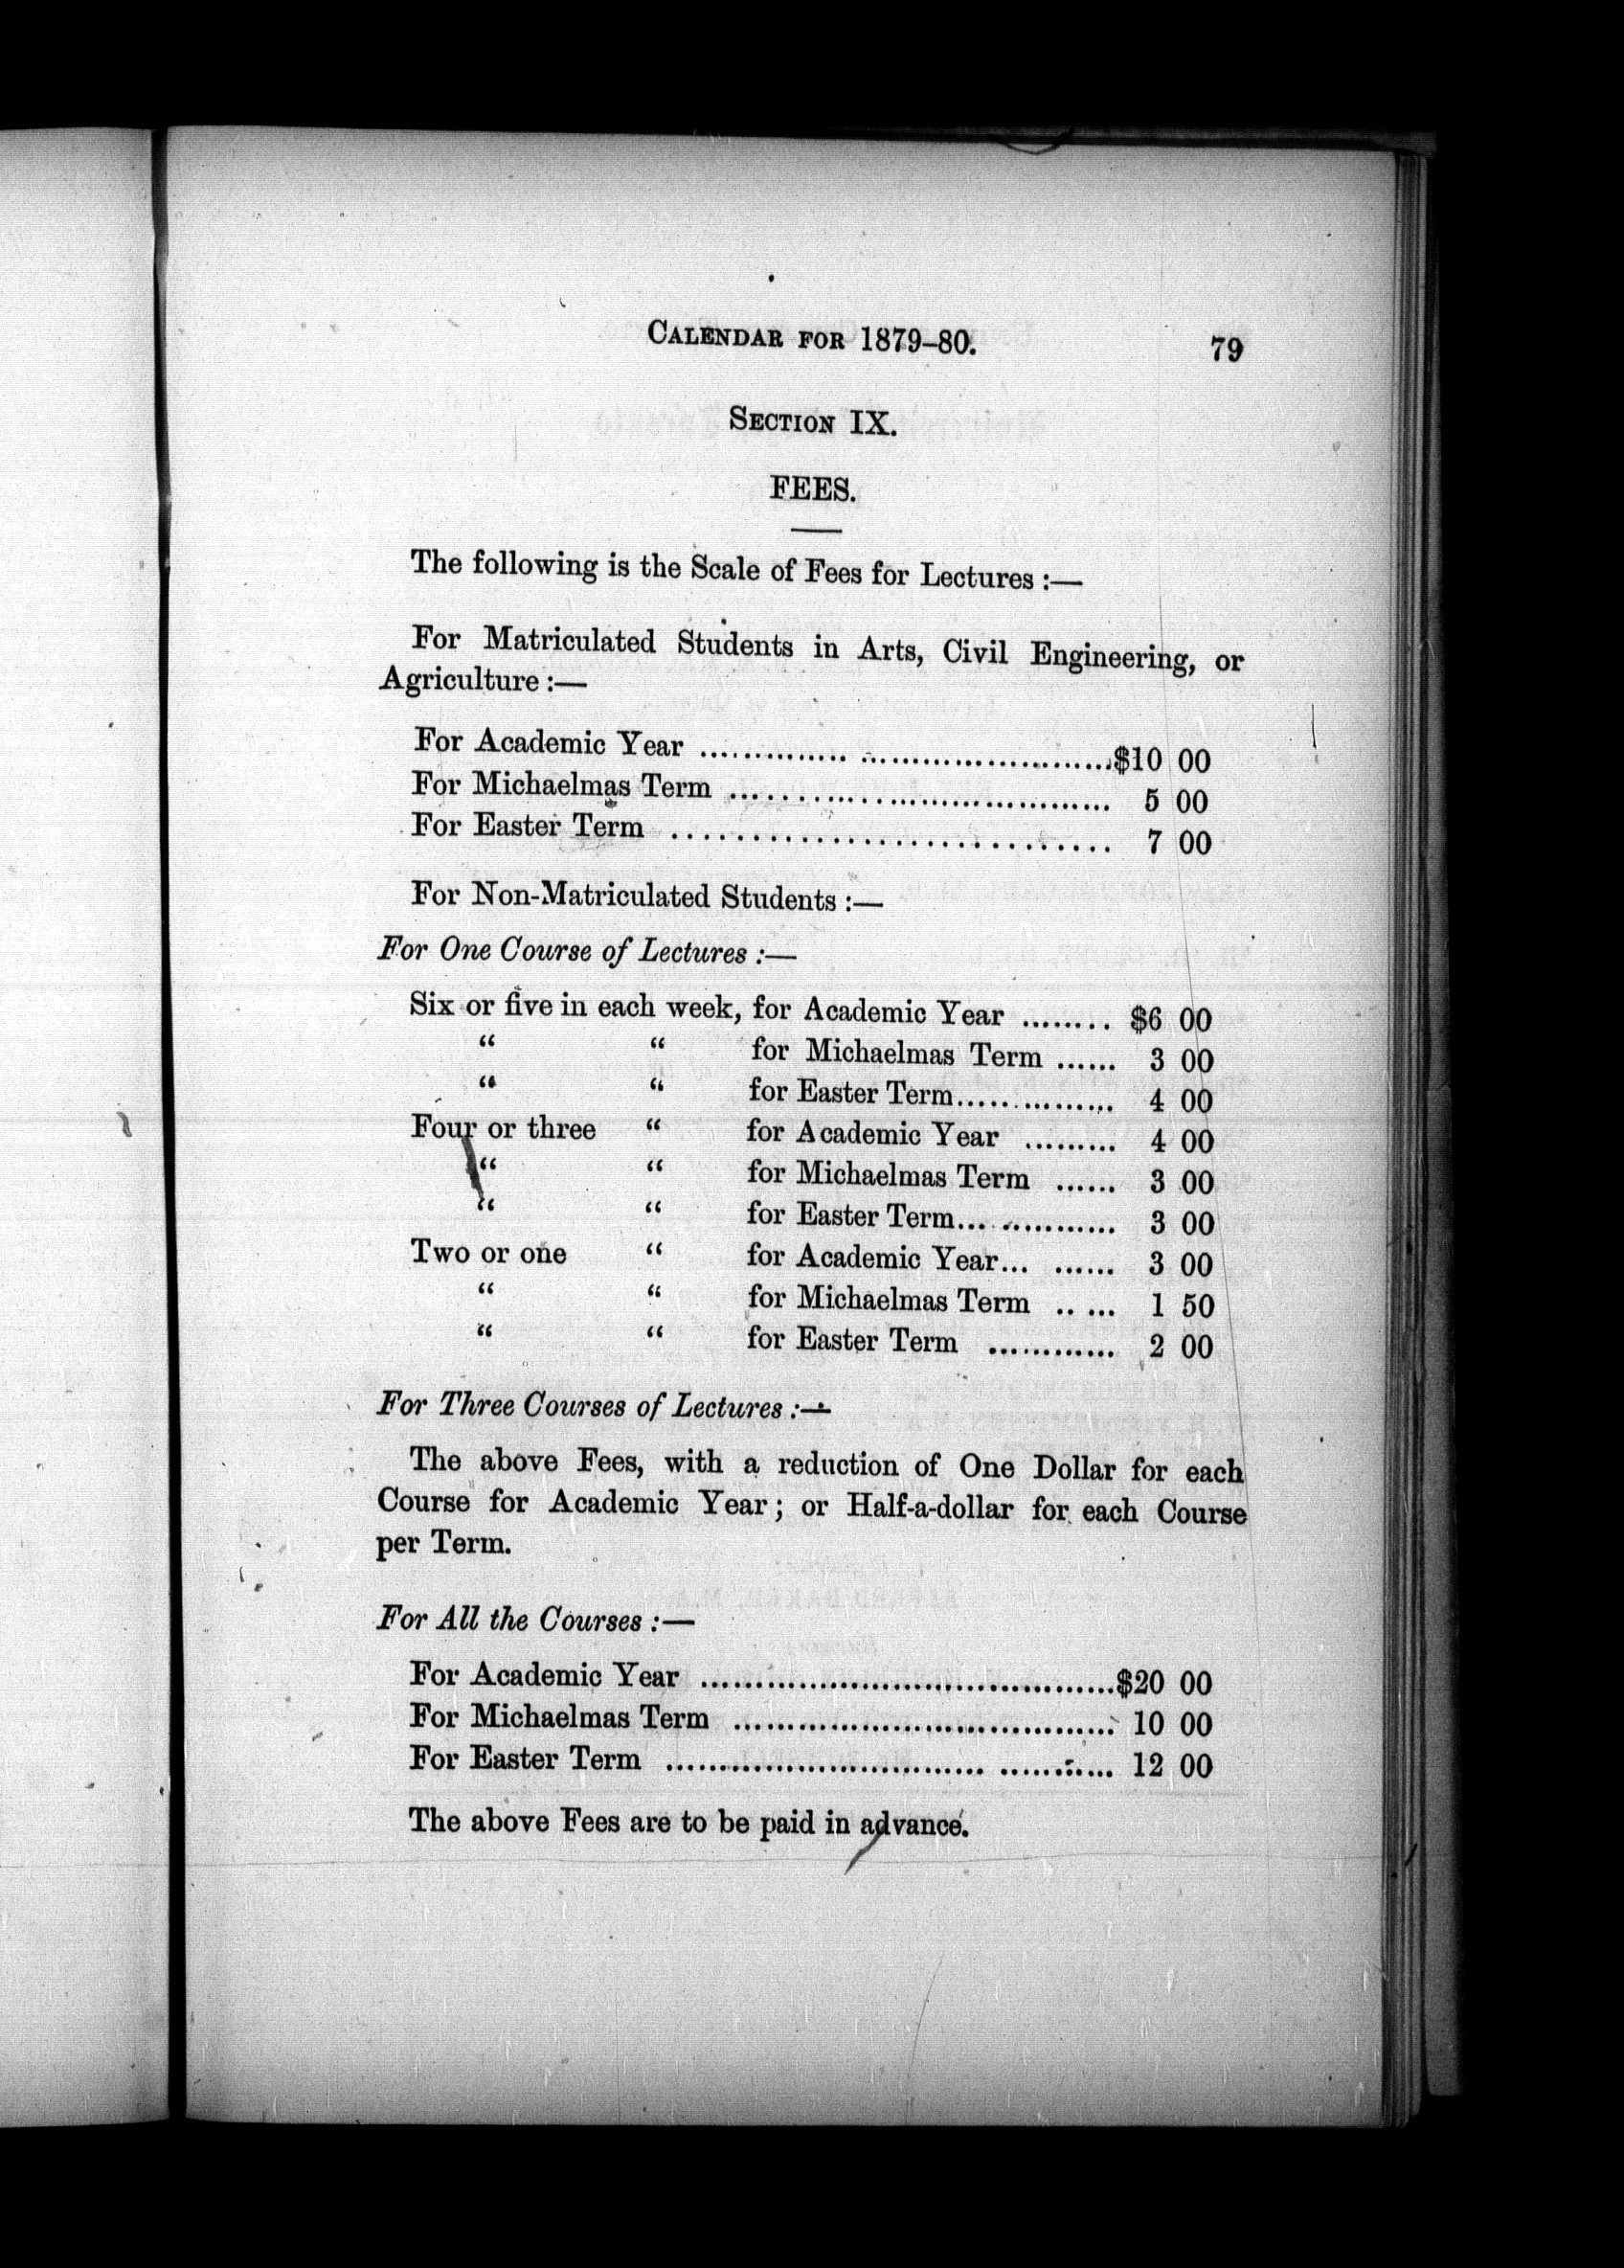 CALENDAR FOR 1879-80. 79
SECTION IX.
FEES.
The following is the Scale of Fees for Lectures :—
For Matriculated Students in Arts, Civil Engineering, or
Agriculture :—
For Academic Year ........................................$10 00
For Michaelmas Term .................................... 5 00
For Easter Term .................................... 7 00
For Non-Matriculated Students :—
For One Course of Lectures :—
Six or five in each week, for Academic Year ........ $6 00
“ “ for Michaelmas Term ...... 3 00
“ “ for Easter Term............... 4 00
Four or three “ for Academic Year ......... 4 00
“ “ for Michaelmas Term ...... 3 00
“ “ for Easter Term... ............ 3 00
Two or one “ for Academic Year... ...... 3 00
“ “ for Michaelmas Term .. ... 1 50
“ “ for Easter Term ............ 2 00
For Three Courses of Lectures :—
The above Fees, with a reduction of One Dollar for each
Course for Academic Year ; or Half-a-dollar for each Course
per Term.
For All the Courses :—
For Academic Year ........................................$20 00
For Michaelmas Term ..................................... 10 00
For Easter Term ............................... ........... 12 00
The above Fees are to be paid in advance.